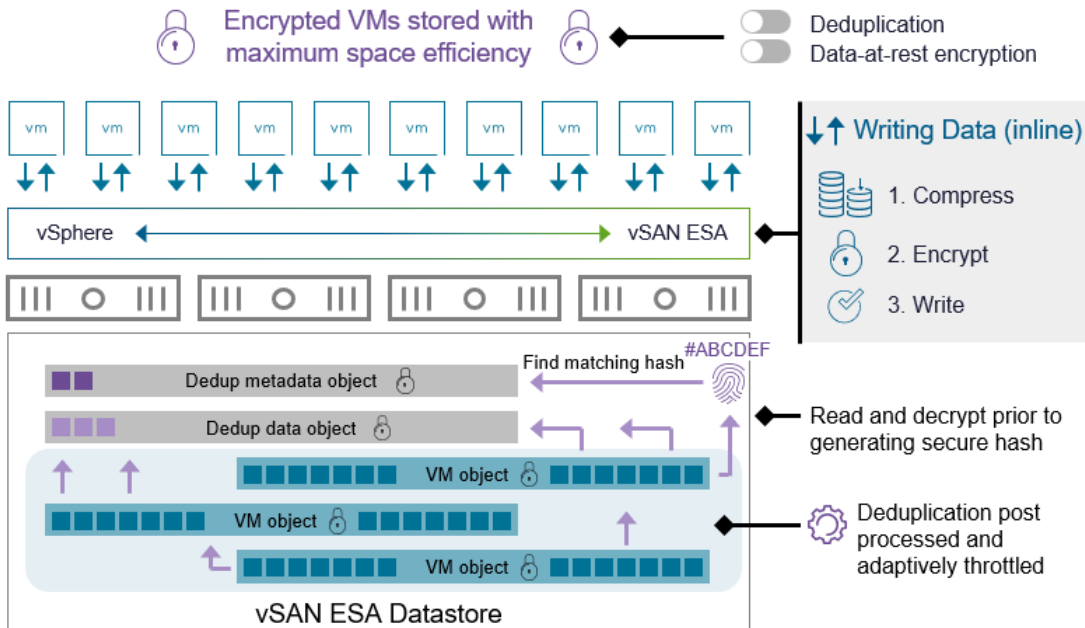 Encrypted VMs stored with
maximum space efficiency
Deduplication
Data-at-rest encryption
vm vm vm vm vm vm vm vm vm vm
Writing Data (inline)
1. Compress
2. Encrypt
3. Write
vSphere
vSAN ESA
#ABCDEF
Find matching hash
Dedup metadata object
Dedup data object
Read and decrypt prior to
generating secure hash
VM object
VM object
VM object
Deduplication post
processed and
adaptively throttled
vSAN ESA Datastore